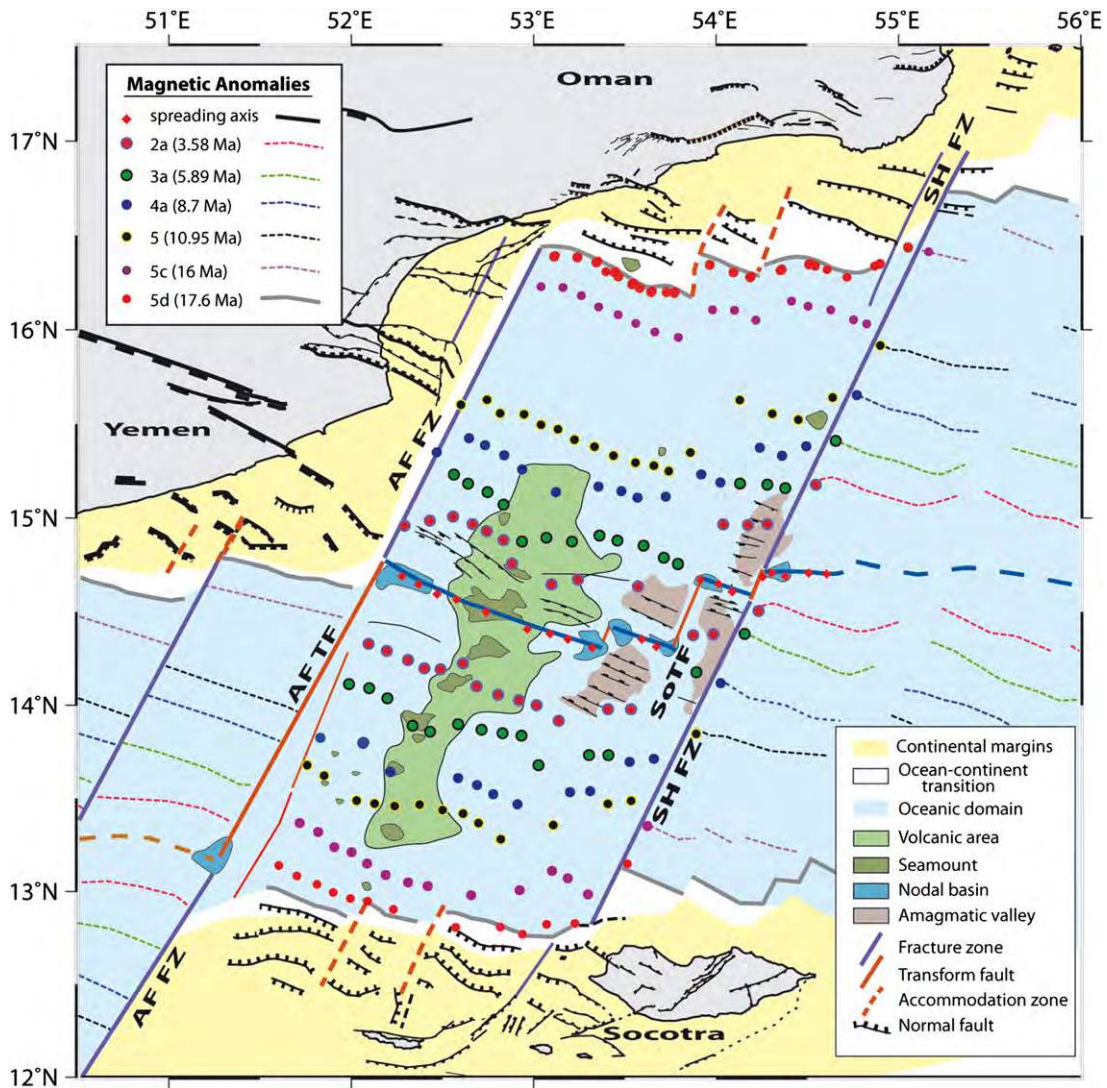 51°E 52°E 53°E 54°E 55°E 56°E
Magnetic Anomalies
spreading axis
2a (3.58 Ma)
3a (5.89 Ma)
4a (8.7 Ma)
5 (10.95 Ma)
5c (16 Ma)
5d (17.6 Ma)
Oman
17°N
SH FZ
16°N
Yemen
AF FZ
15°N
AF TF
SoTF
14°N
SH FZ
Continental margins
Ocean-continent
transition
Oceanic domain
Volcanic area
Seamount
Nodal basin
Amagmatic valley
Fracture zone
Transform fault
Accommodation zone
Normal fault
13°N
AF FZ
Socotra
12°N